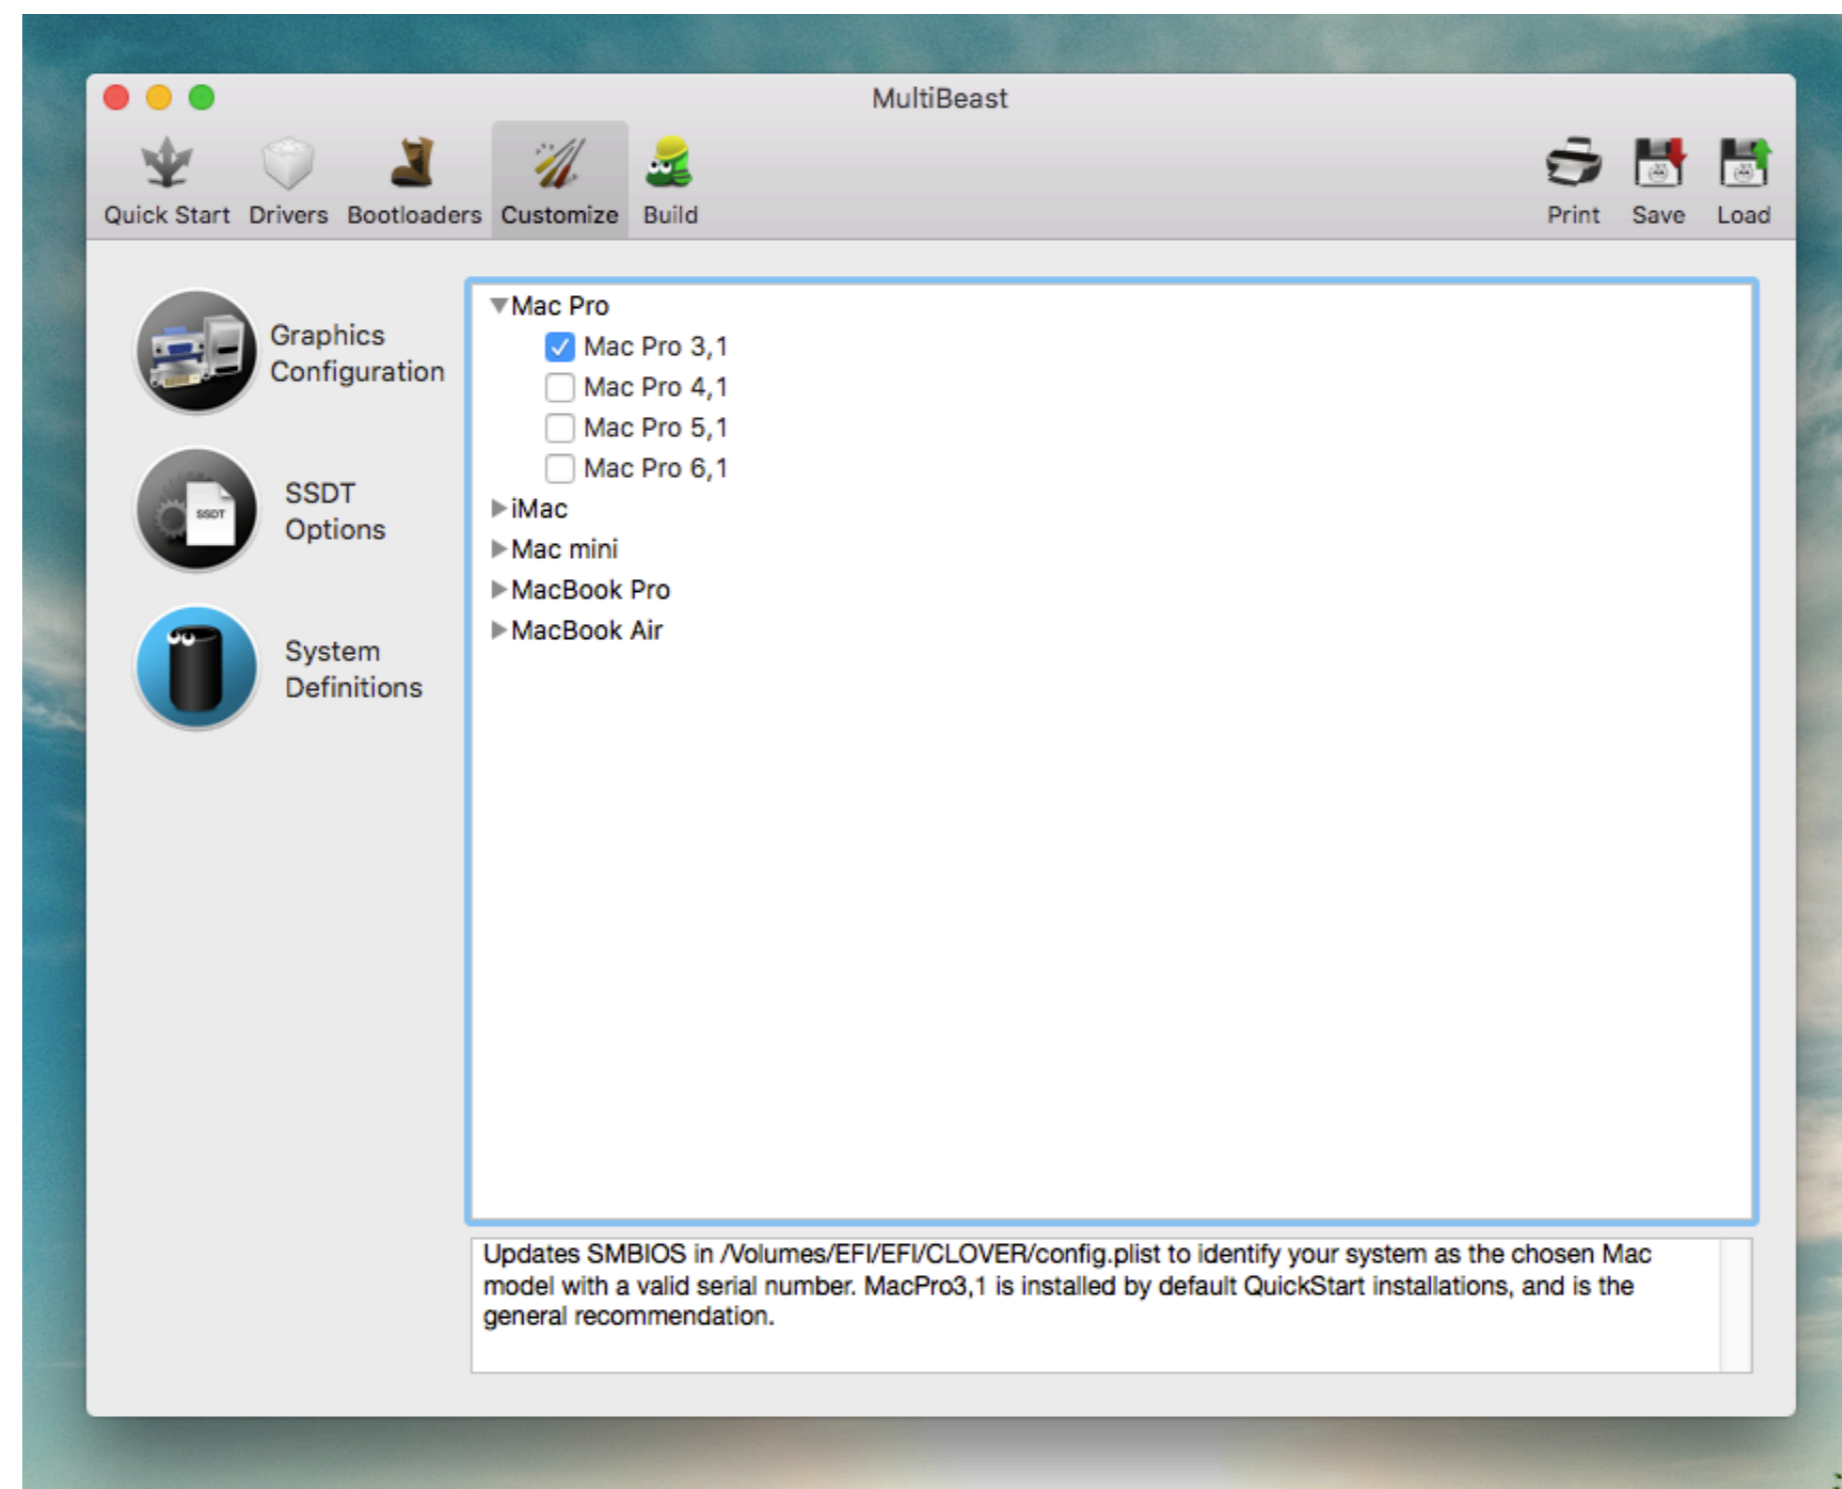 MultiBeast
Quick Start Drivers Bootloaders Customize Build Print Save Load
Graphics
Configuration
SSDT
SSDT
Options
System
Definitions
Mac Pro
Mac Pro 3,1
Mac Pro 4,1
Mac Pro 5,1
Mac Pro 6,1
iMac
Mac mini
MacBook Pro
MacBook Air
Updates SMBIOS in /Volumes/EFI/EFI/CLOVER/config.plist to identify your system as the chosen Mac
model with a valid serial number. MacPro3,1 is installed by default QuickStart installations, and is the
general recommendation.